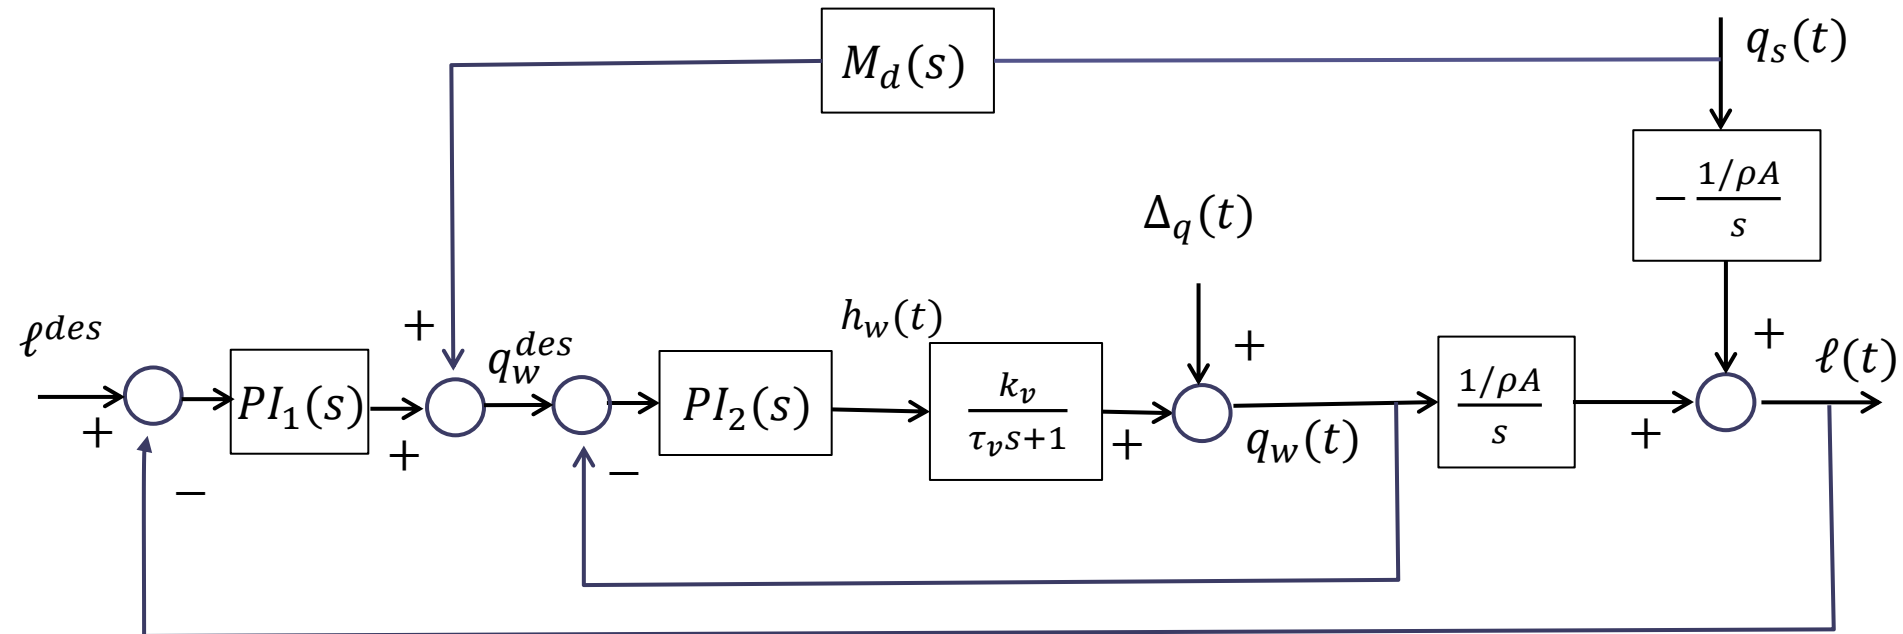 M_d(s)
q_s(t)
− (1/ρA)/s
Δ_q(t)
+
ℓ^{des}
+
−
PI_1(s)
+
+
q_w^{des}
−
PI_2(s)
h_w(t)
k_v/(τ_v s+1)
+
+
q_w(t)
(1/ρA)/s
+
+
ℓ(t)